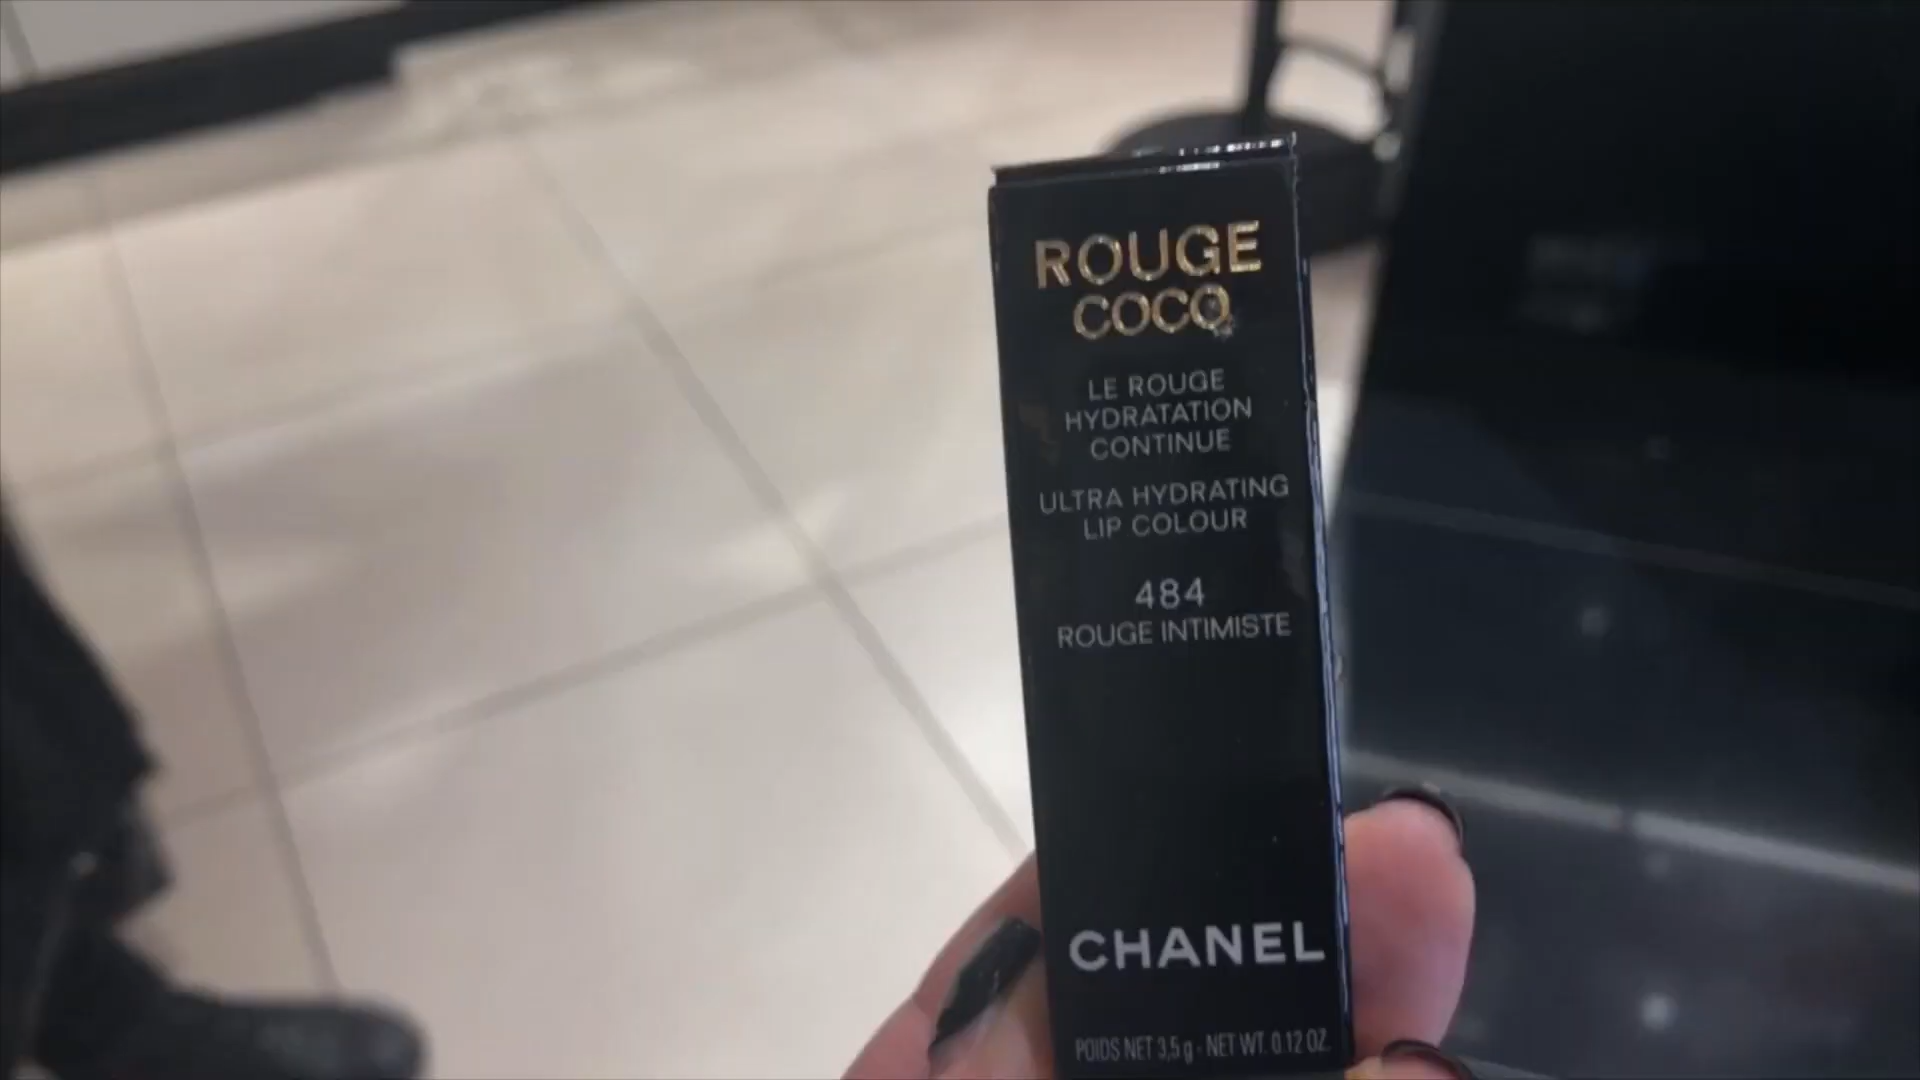 ROUGE
COCO
LE ROUGE
HYDRATATION
CONTINUE
ULTRA HYDRATING
LIP COLOUR
484
ROUGE INTIMISTE
CHANEL
POIDS NET 3,5 g - NET WT. 0.12 OZ.